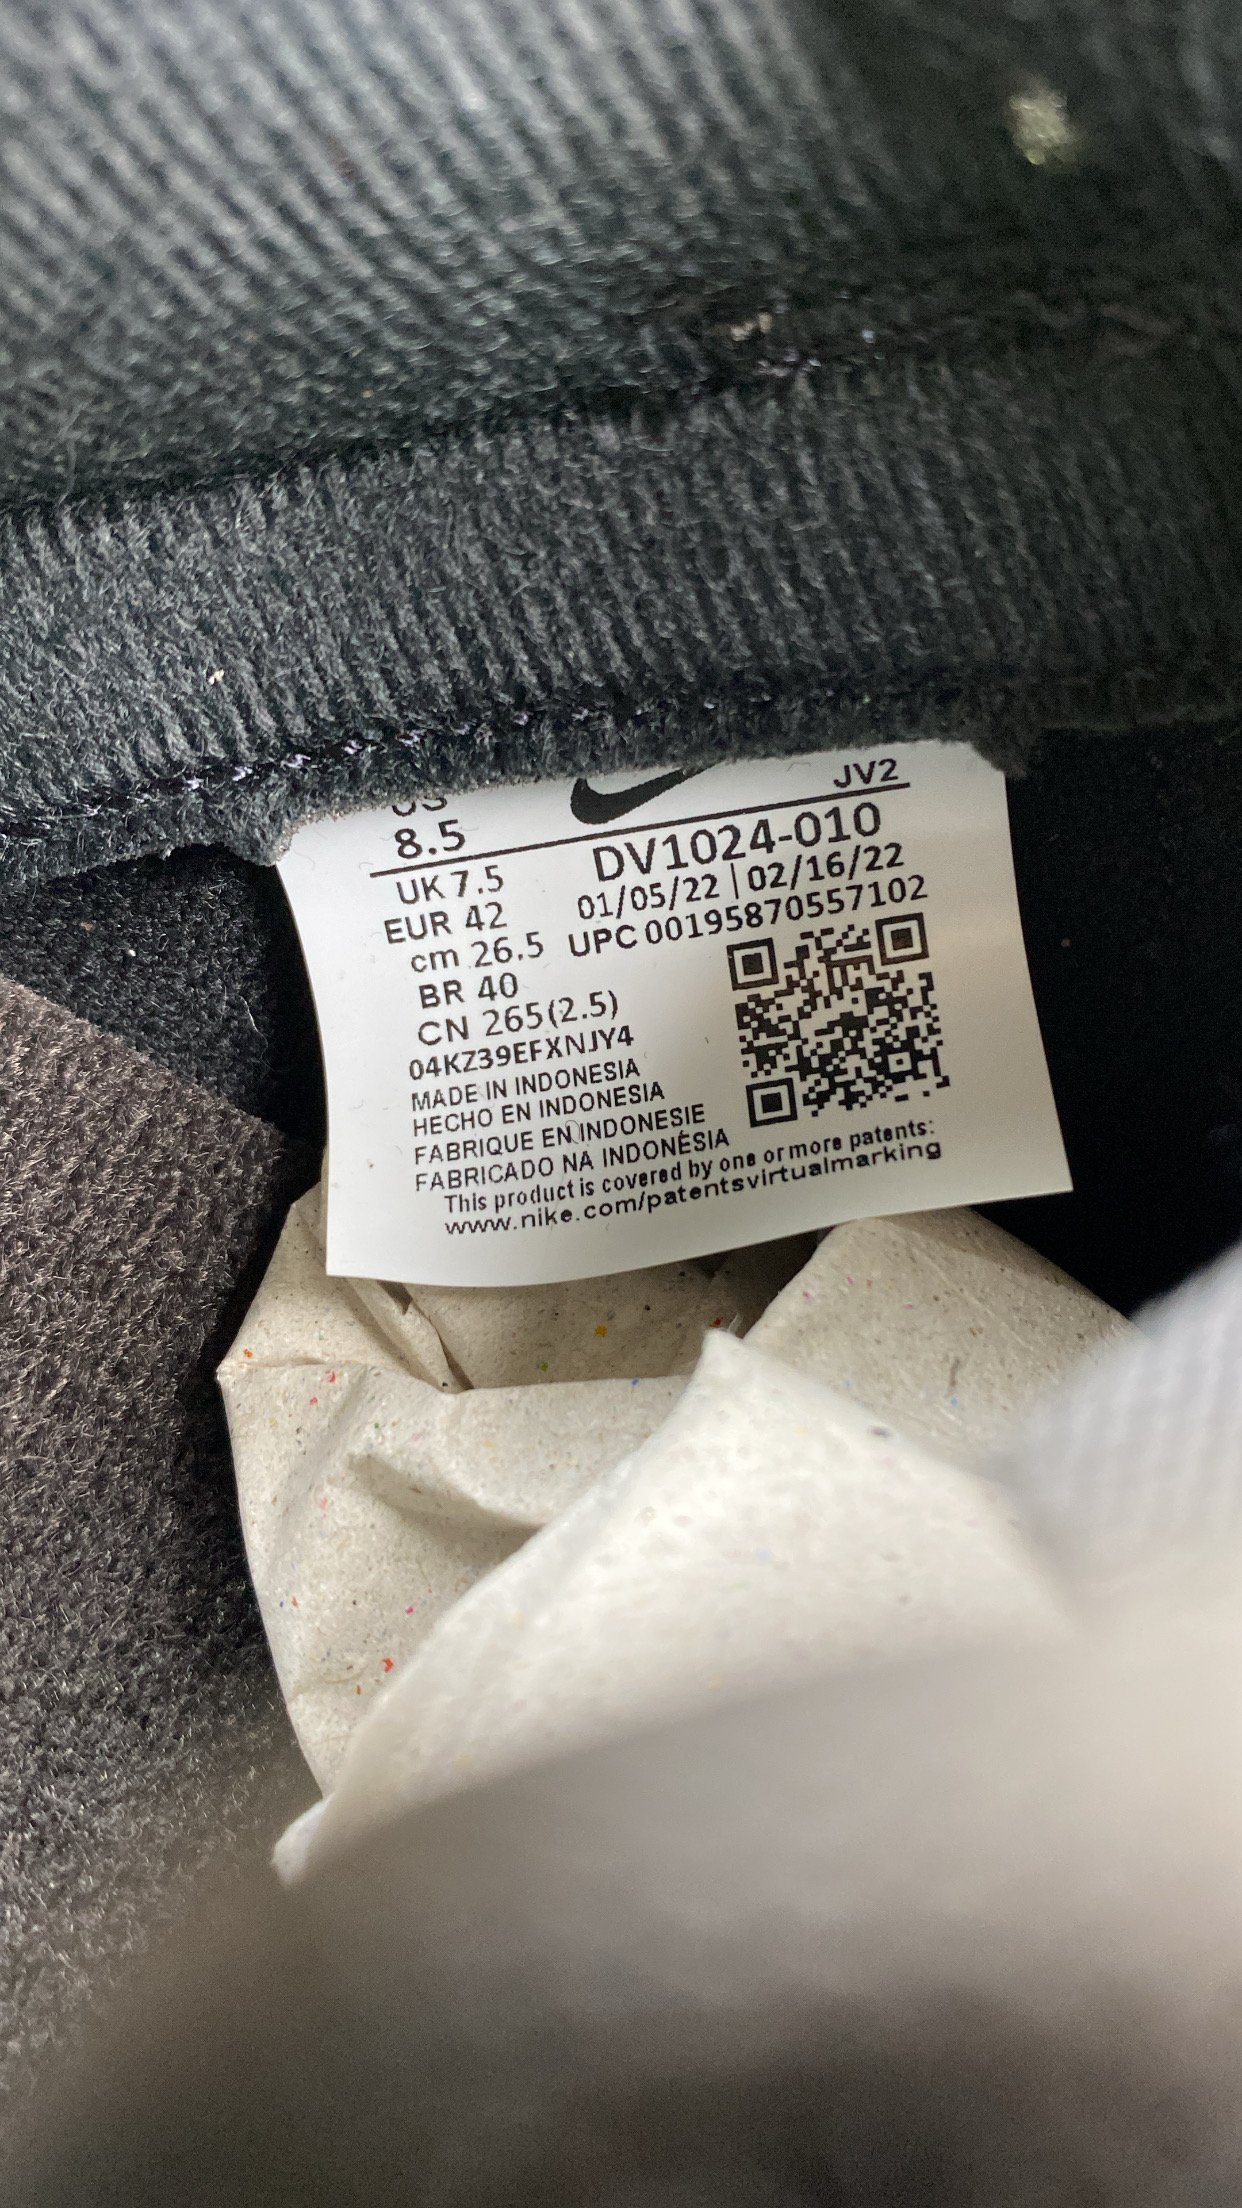 US
8.5
JV2
UK 7.5
EUR 42
cm 26.5
BR 40
CN 265(2.5)
DV1024-010
01/05/22 | 02/16/22
UPC 00195870557102
04KZ39EFXNJY4
MADE IN INDONESIA
HECHO EN INDONESIA
FABRIQUE EN INDONESIE
FABRICADO NA INDONÉSIA
This product is covered by one or more patents:
www.nike.com/patentsvirtualmarking